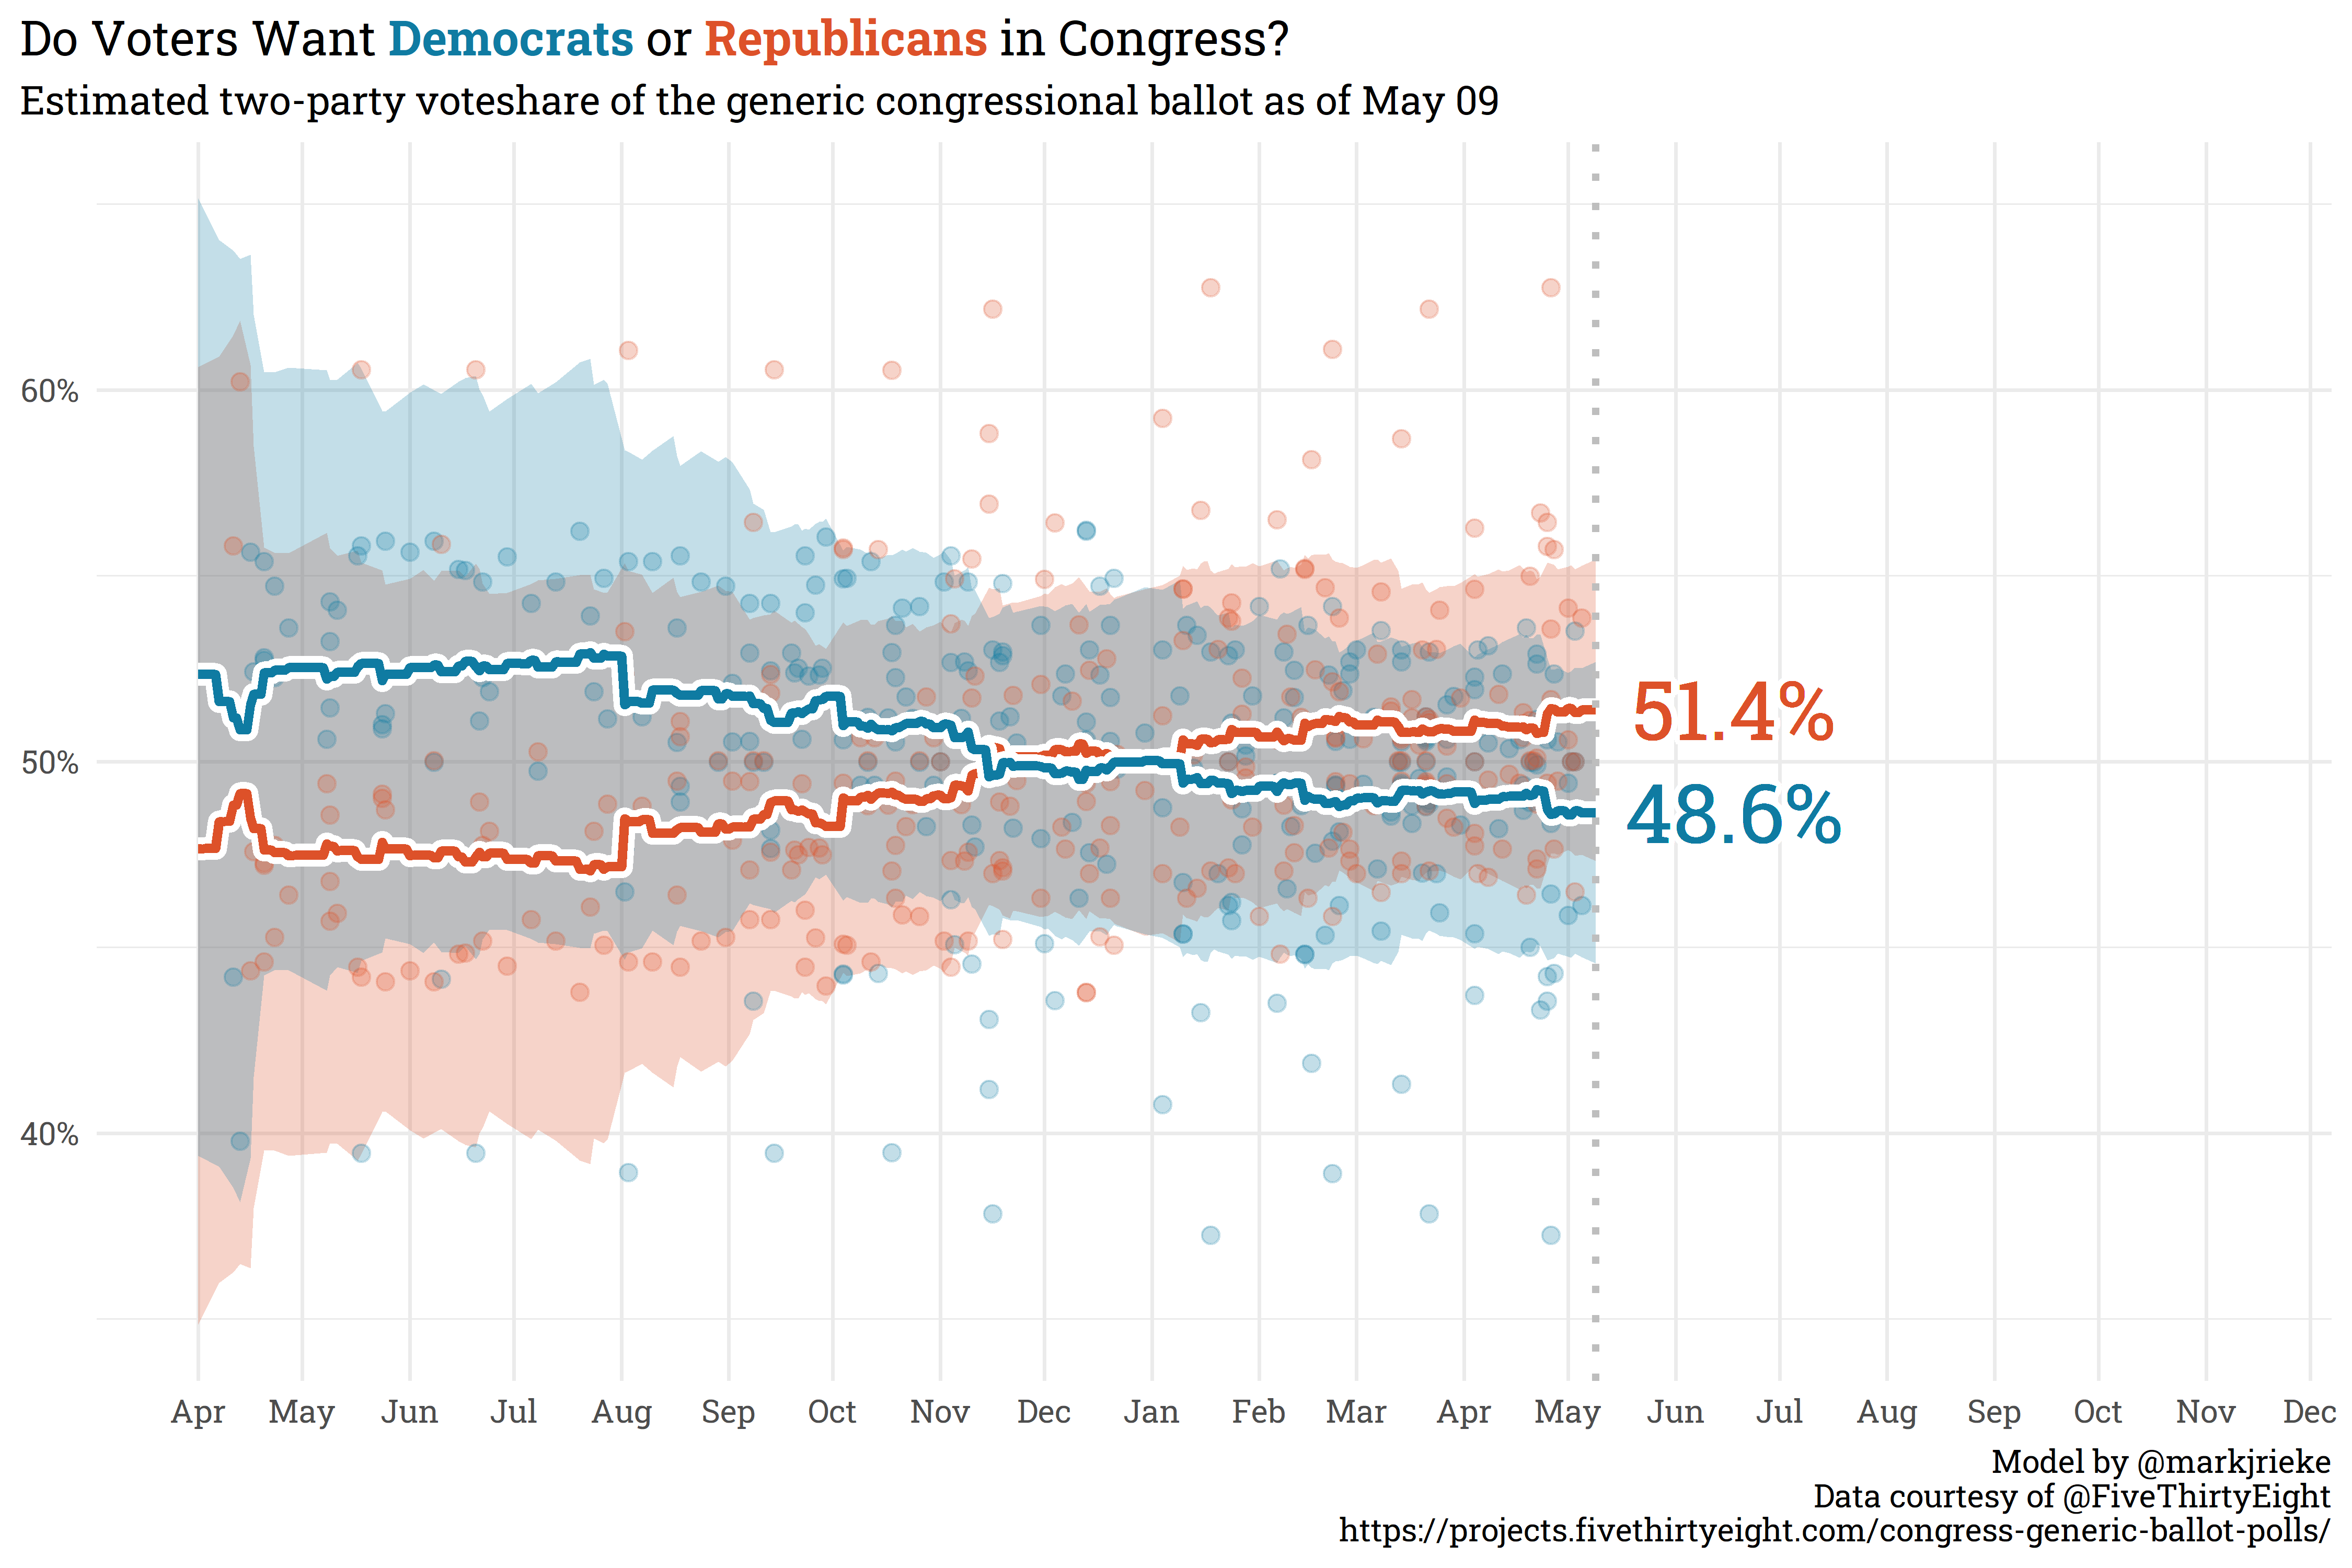 Do Voters Want Democrats or Republicans in Congress?
Estimated two-party voteshare of the generic congressional ballot as of May 09
60%
50%
40%
51.4%
48.6%
Apr May Jun Jul Aug Sep Oct Nov Dec Jan Feb Mar Apr May Jun Jul Aug Sep Oct Nov Dec
Model by @markjrieke
Data courtesy of @FiveThirtyEight
https://projects.fivethirtyeight.com/congress-generic-ballot-polls/